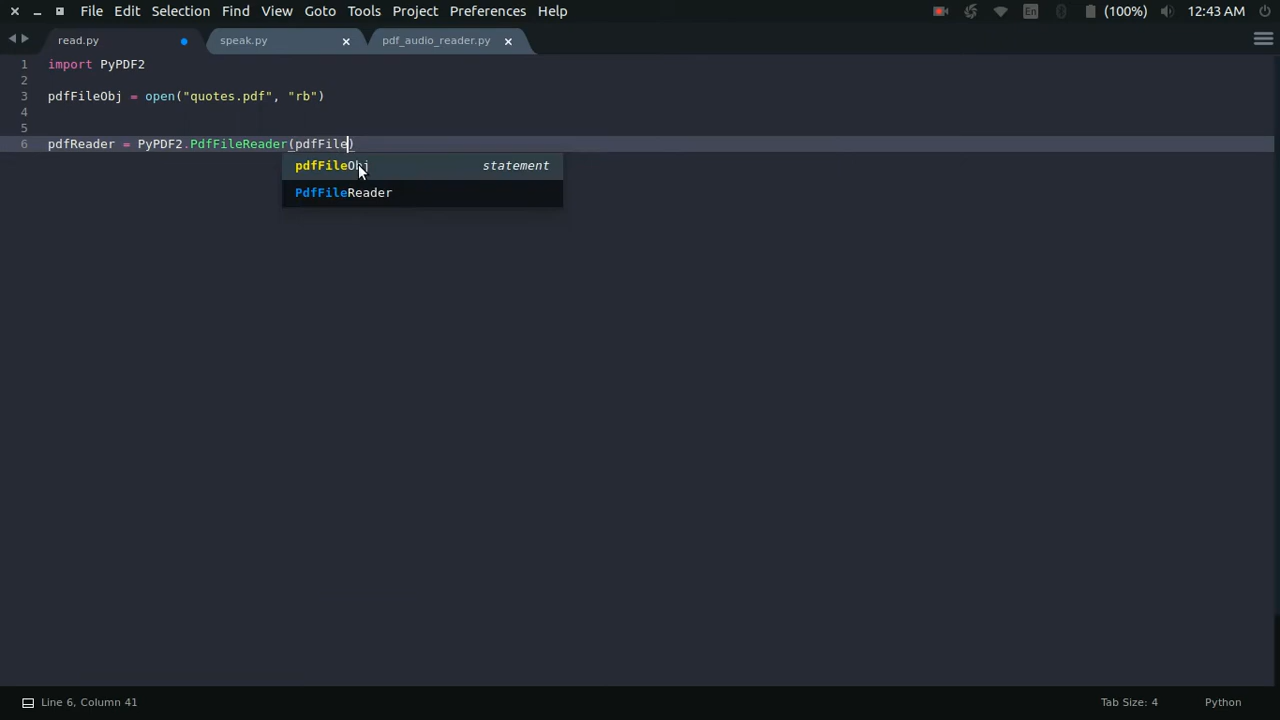 File Edit Selection Find View Goto Tools Project Preferences Help En (100%) 12:43 AM
read.py speak.py pdf_audio_reader.py
1 import PyPDF2
2
3 pdfFileObj = open("quotes.pdf", "rb")
4
5
6 pdfReader = PyPDF2.PdfFileReader(pdfFile)
pdfFileObj statement
PdfFileReader
Line 6, Column 41 Tab Size: 4 Python